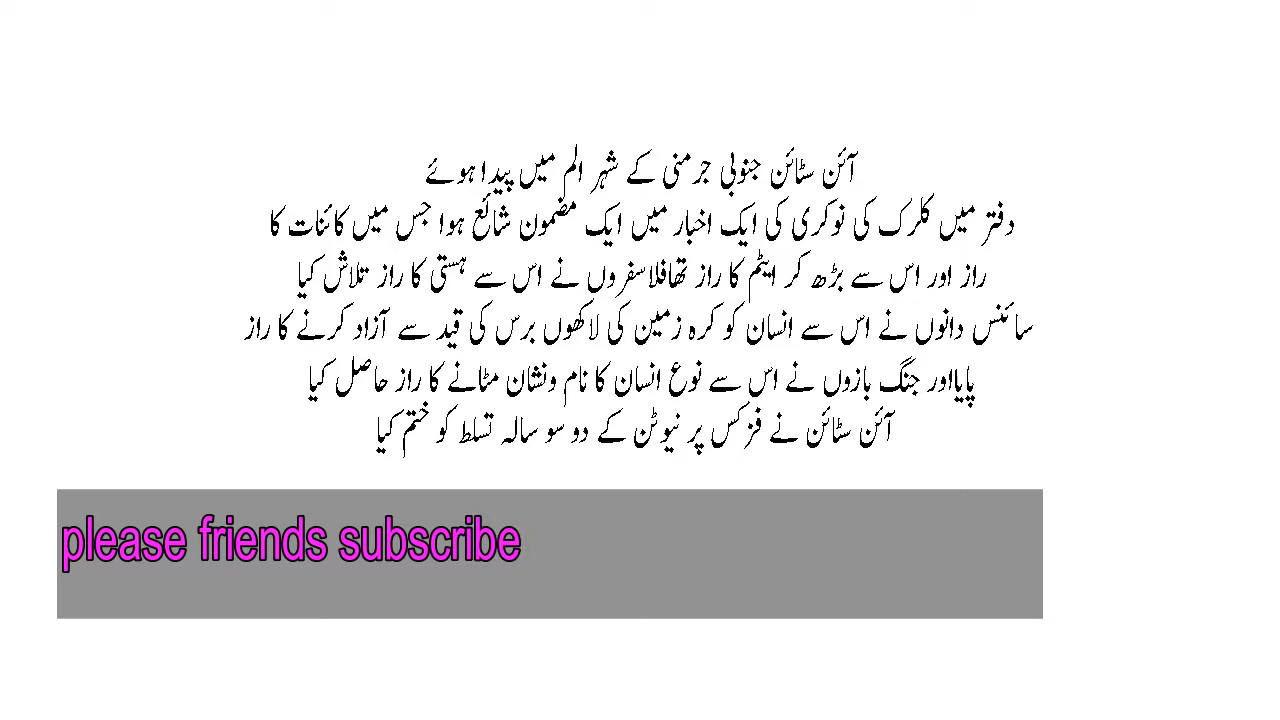 آئن سٹائن جنوبی جرمنی کے شہر الم میں پیدا ہوئے
دفتر میں کلرک کی نوکری کی ایک اخبار میں ایک مضمون شائع ہوا جس میں کائنات کا
راز اور اس سے بڑھ کر ایٹم کا راز تھافلاسفروں نے اس سے ہستی کا راز تلاش کیا
سائنس دانوں نے اس سے انسان کو کرہ زمین کی لاکھوں برس کی قید سے آزاد کرنے کا راز
پایااور جنگ بازوں نے اس سے نوع انسان کا نام ونشان مٹانے کا راز حاصل کیا
آئن سٹائن نے فزکس پر نیوٹن کے دو سو سالہ تسلط کو ختم کیا
please friends subscribe